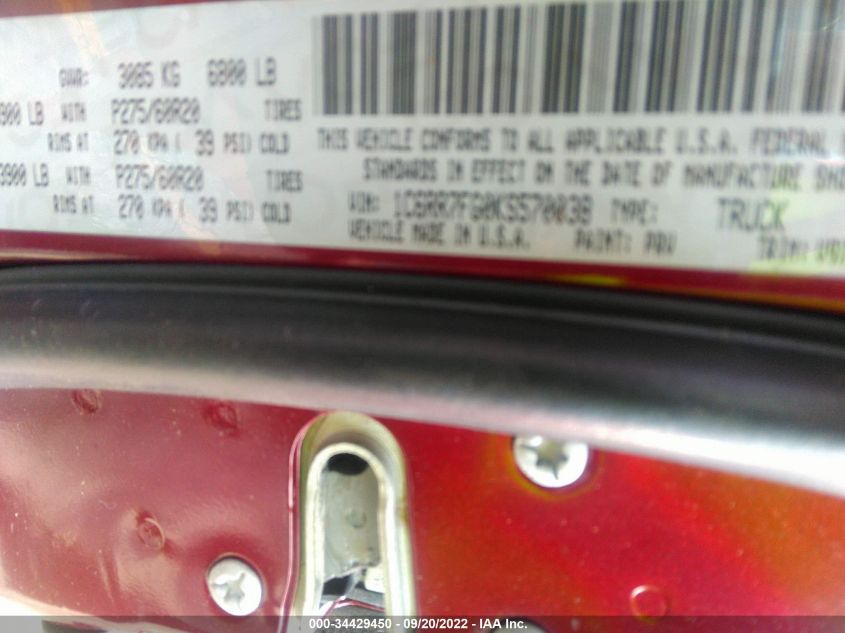 GVWR: 3085 KG 6800 LB
900 LB WITH P275/60R20 TIRES
RIMS AT 270 KPA ( 39 PSI) COLD
3900 LB WITH P275/60R20 TIRES
RIMS AT 270 KPA ( 39 PSI) COLD
THIS VEHICLE CONFORMS TO ALL APPLICABLE U.S.A. FEDERAL
STANDARDS IN EFFECT ON THE DATE OF MANUFACTURE
VIN: TYPE: TRUCK
VEHICLE MADE IN U.S.A. PAINT: TRIM:
000-34429450 - 09/20/2022 - IAA Inc.